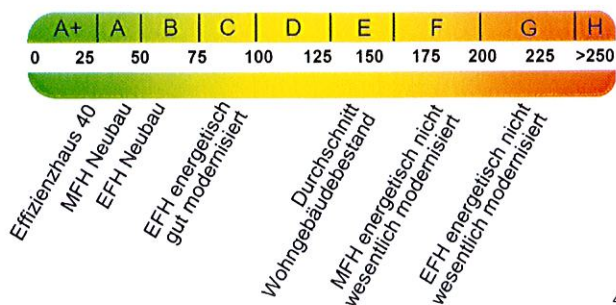 A+ A B C D E F G H
0 25 50 75 100 125 150 175 200 225 >250
Effizienzhaus 40
MFH Neubau
EFH Neubau
EFH energetisch
gut modernisiert
Durchschnitt
Wohngebäudebestand
MFH energetisch nicht
wesentlich modernisiert
EFH energetisch nicht
wesentlich modernisiert